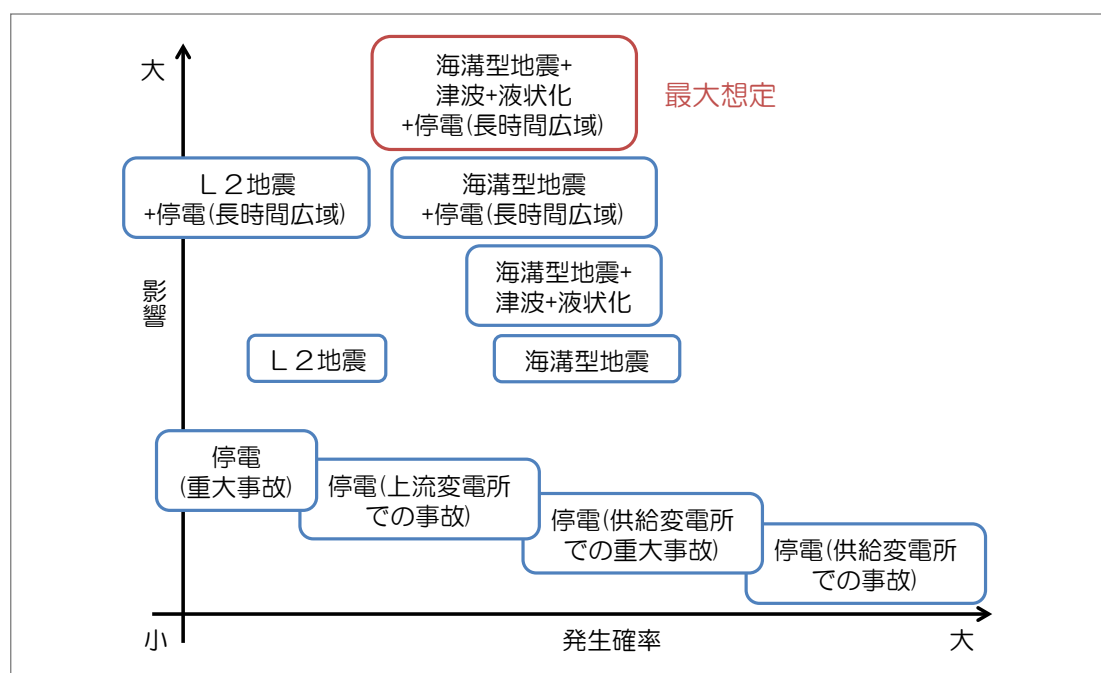 大
海溝型地震+
津波+液状化
+停電(長時間広域)
最大想定
L2地震
+停電(長時間広域)
海溝型地震
+停電(長時間広域)
影響
海溝型地震+
津波+液状化
L2地震
海溝型地震
停電
(重大事故)
停電(上流変電所
での事故)
停電(供給変電所
での重大事故)
停電(供給変電所
での事故)
小
発生確率
大